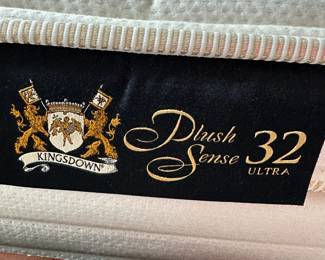 KINGSDOWN®
Plush
Sense 32
ULTRA